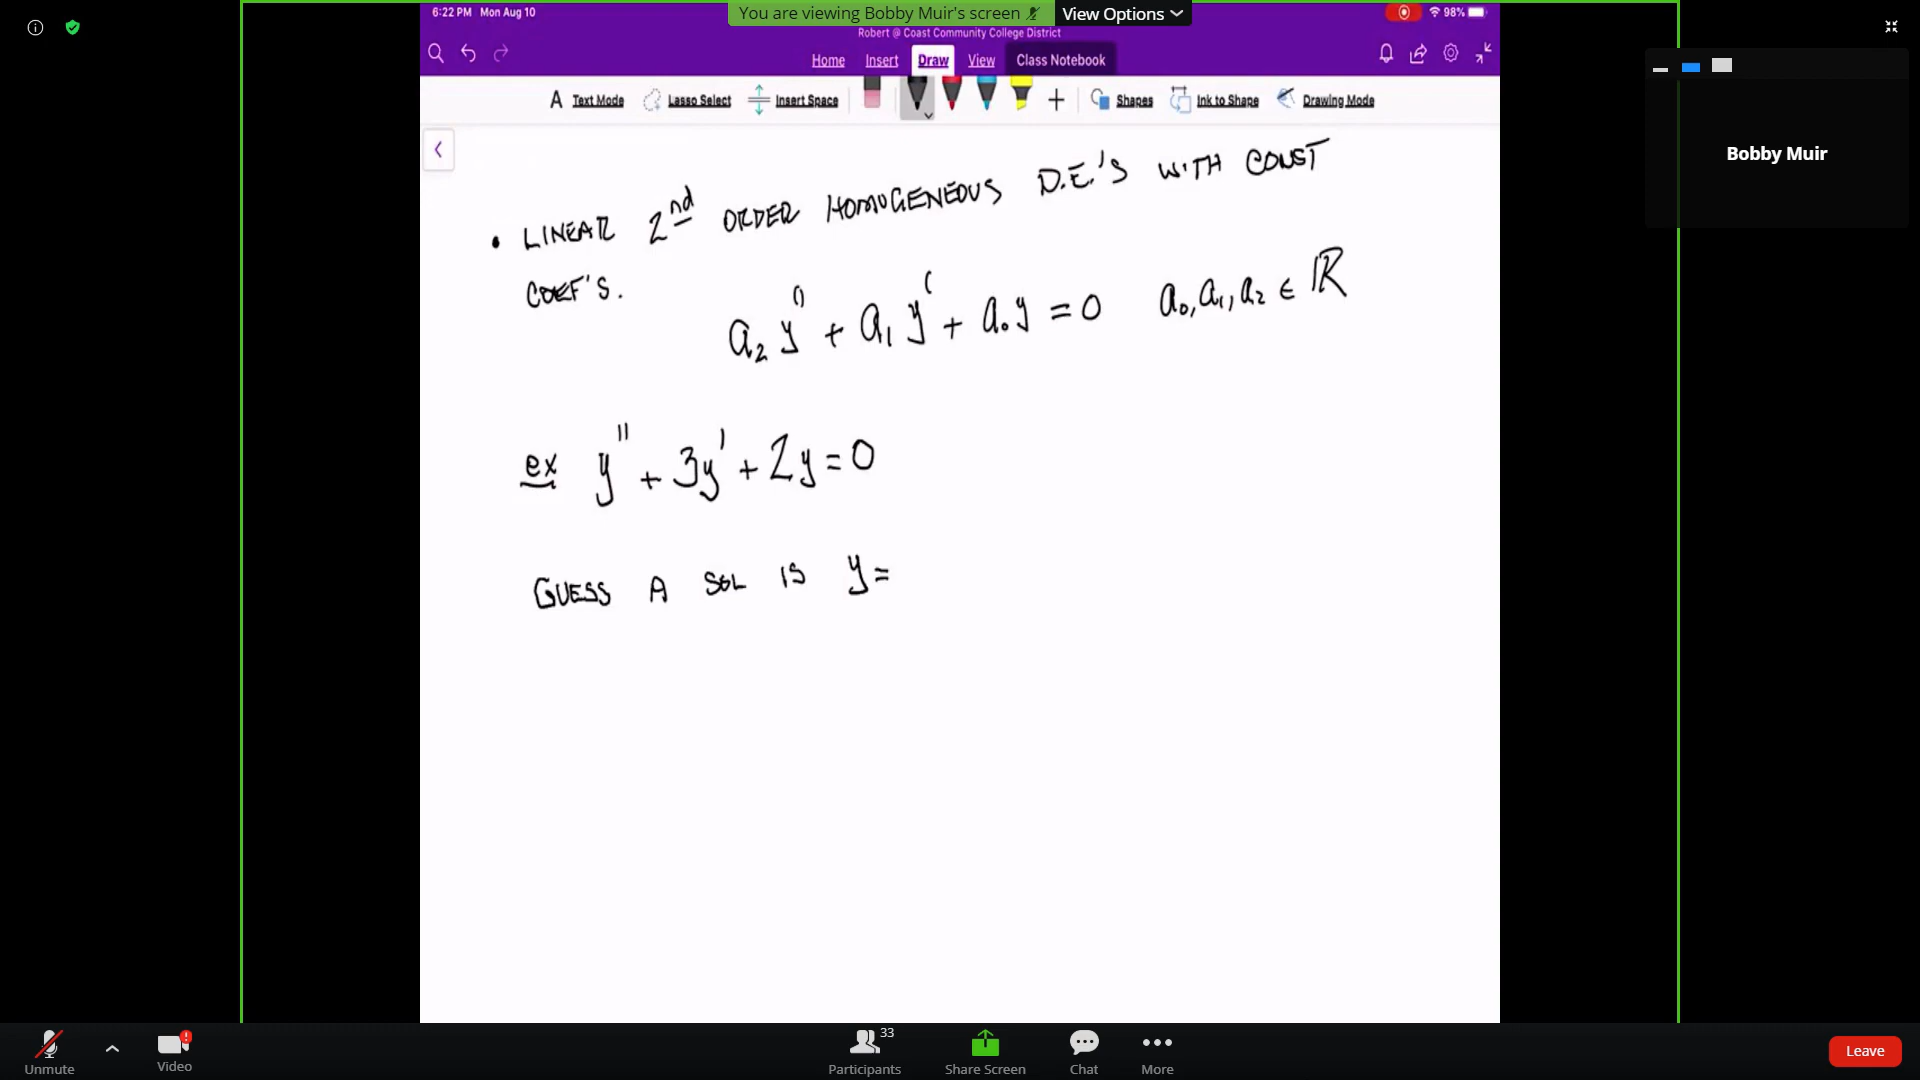 6:22 PM Mon Aug 10
You are viewing Bobby Muir's screen
View Options
98%
Robert @ Coast Community College District
Home Insert Draw View Class Notebook
A Text Mode Lasso Select Insert Space Shapes Ink to Shape Drawing Mode
Bobby Muir
• LINEAR 2nd ORDER HOMOGENEOUS D.E.'S WITH CONST
COEF'S.
a₂y'' + a₁y' + a₀y = 0 a₀, a₁, a₂ ∈ ℝ
ex y'' + 3y' + 2y = 0
GUESS A SOL IS y =
Unmute Video Participants 33 Share Screen Chat More Leave